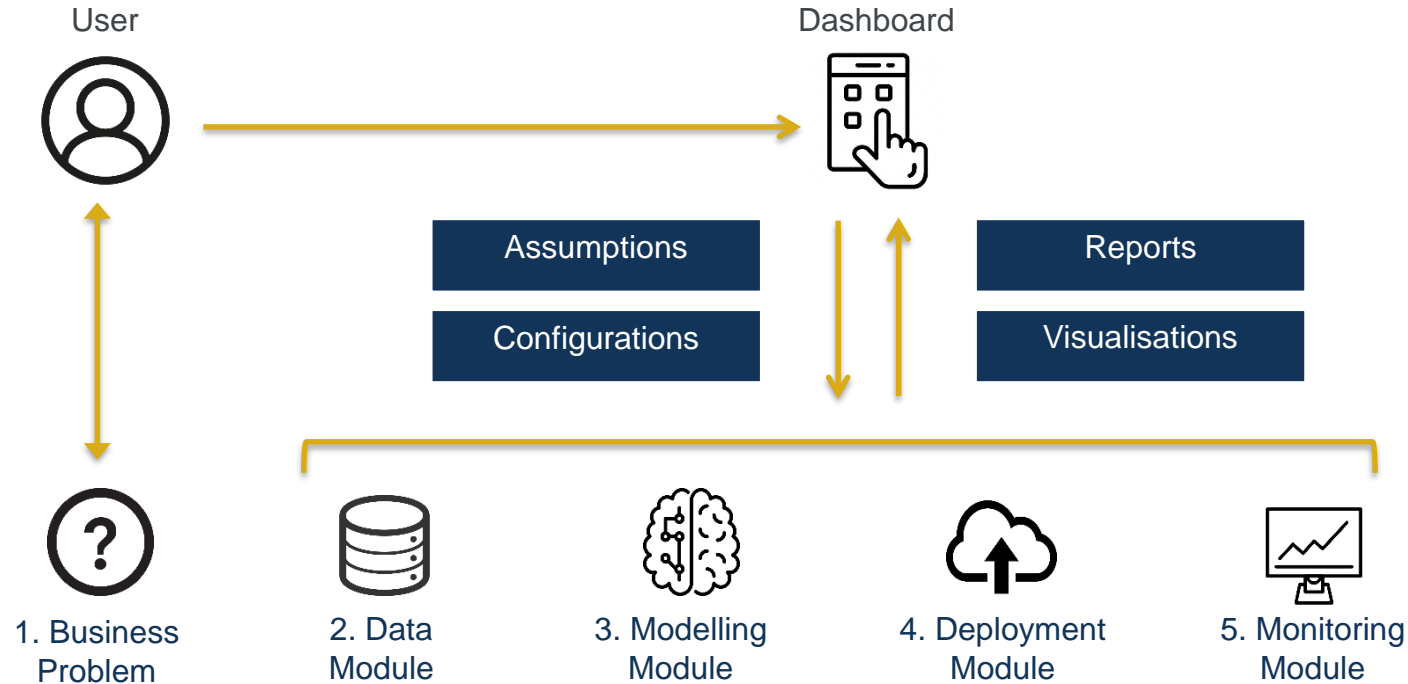 User
Dashboard
Assumptions
Reports
Configurations
Visualisations
?
1. Business
Problem
2. Data
Module
3. Modelling
Module
4. Deployment
Module
5. Monitoring
Module